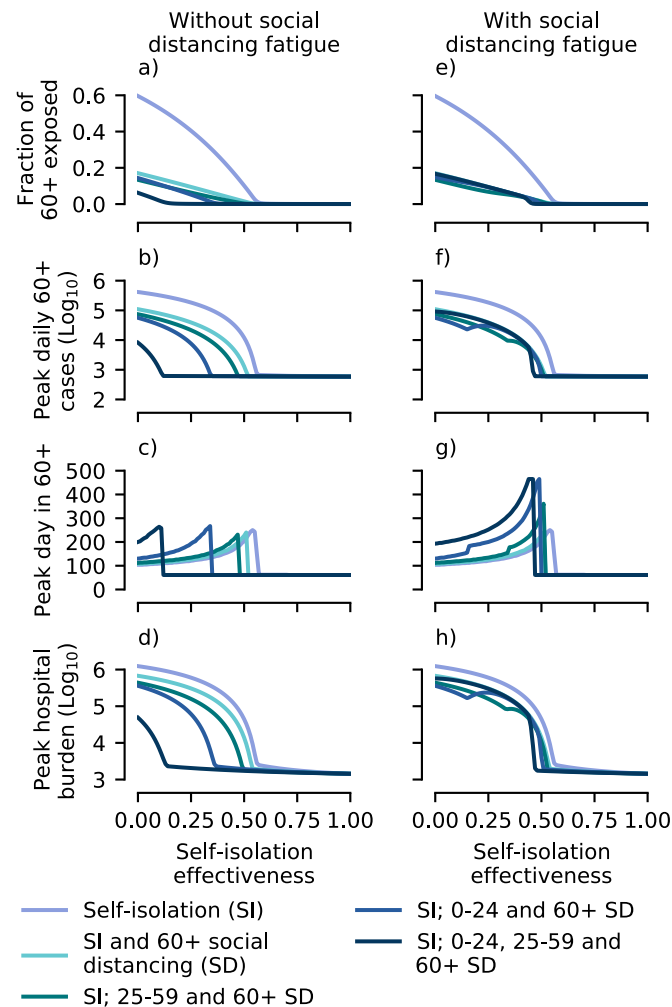 Without social
distancing fatigue
With social
distancing fatigue
a)
e)
Fraction of
60+ exposed
0.6
0.4
0.2
0.0
b)
f)
Peak daily 60+
cases (Log10)
6
5
4
3
2
c)
g)
Peak day in 60+
500
400
300
200
100
0
d)
h)
Peak hospital
burden (Log10)
6
5
4
3
0.00 0.25 0.50 0.75 1.00
0.00 0.25 0.50 0.75 1.00
Self-isolation
effectiveness
Self-isolation
effectiveness
Self-isolation (SI)
SI and 60+ social
distancing (SD)
SI; 25-59 and 60+ SD
SI; 0-24 and 60+ SD
SI; 0-24, 25-59 and
60+ SD